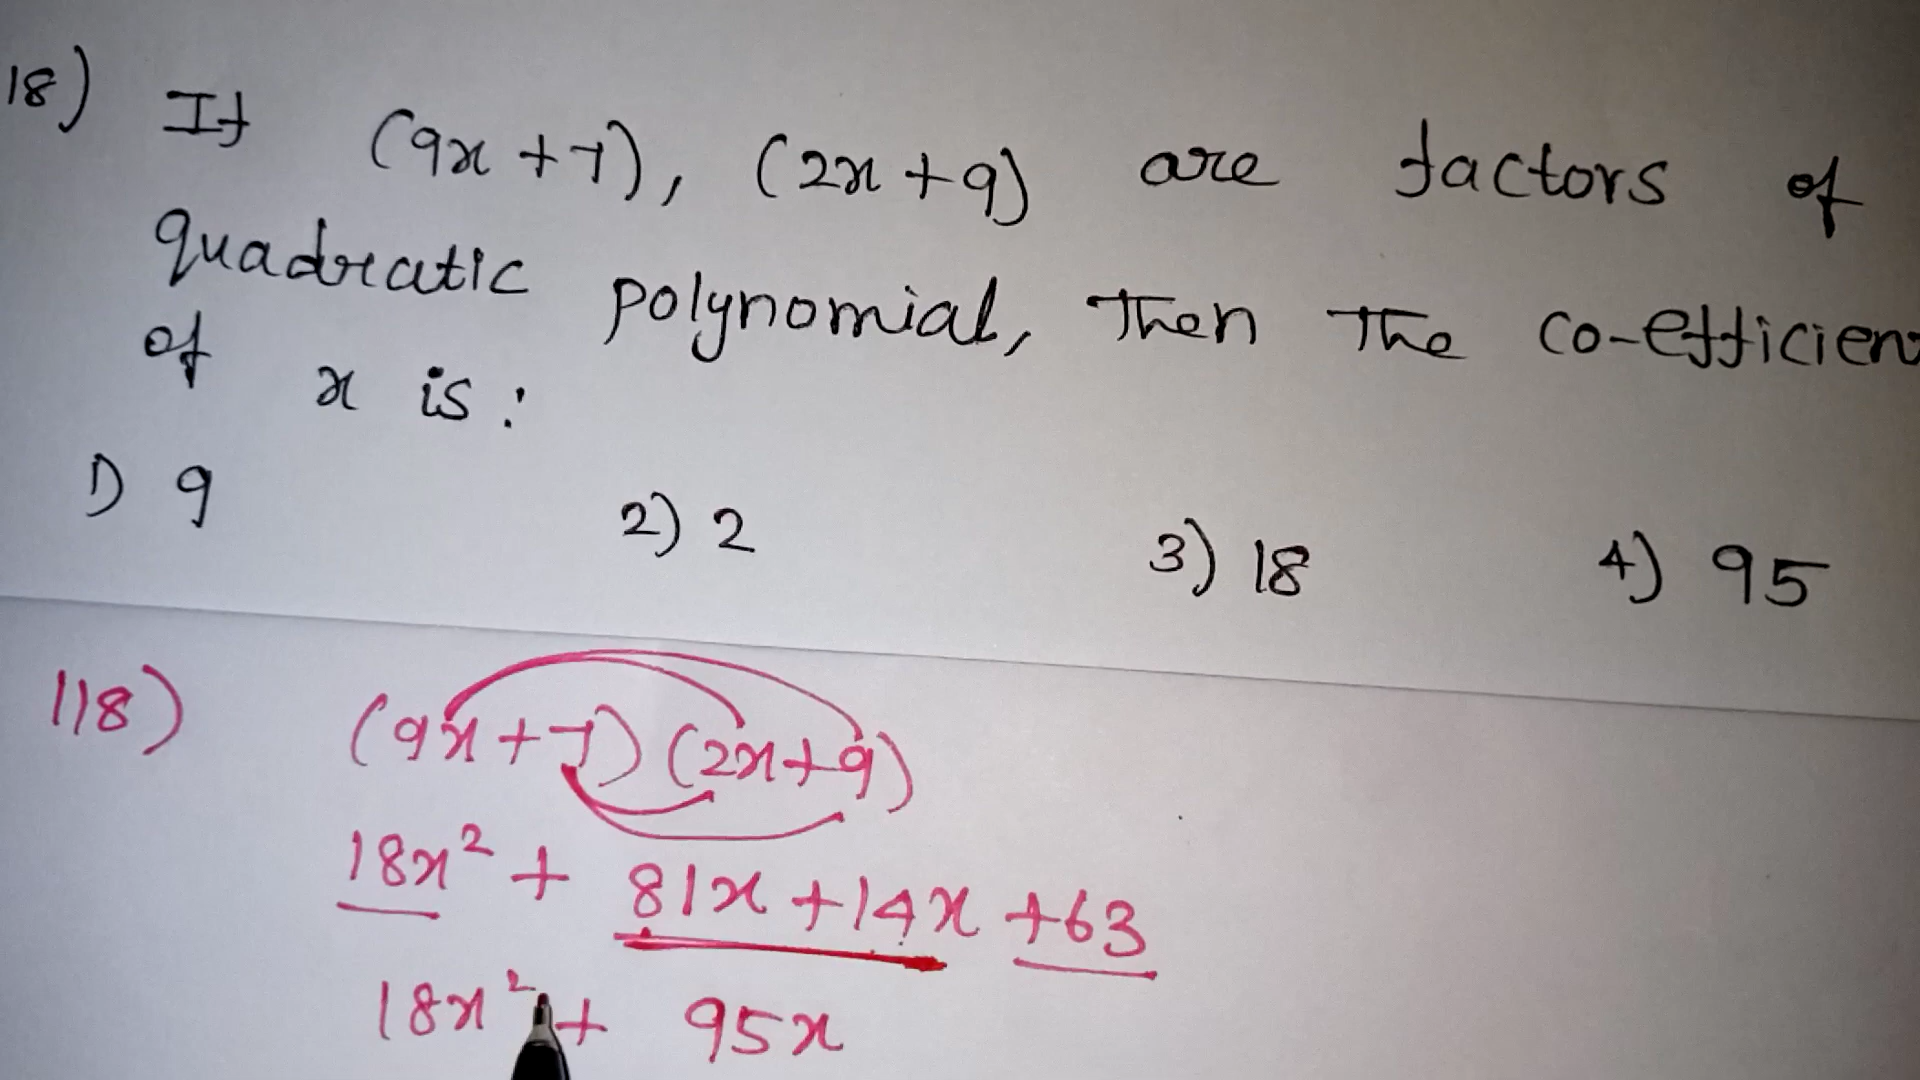 18) If (9x+7), (2x+9) are factors of
quadratic polynomial, Then The co-efficien
of x is:
1) 9 2) 2 3) 18 4) 95
118) (9x+7)(2x+9)
18x² + 81x+14x+63
18x²+ 95x